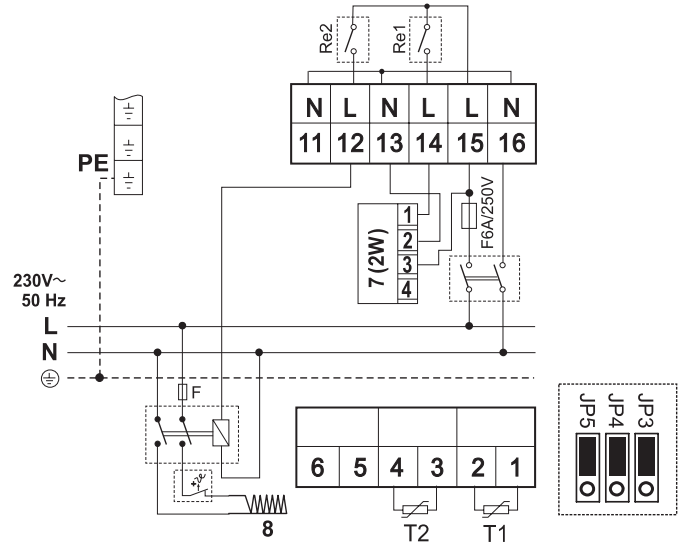 Re2
Re1
N L N L L N
11 12 13 14 15 16
PE
F6A/250V
7 (2W)
1
2
3
4
230V~
50 Hz
L
N
F
+ϑe
8
6 5 4 3 2 1
T2 T1
JP5 JP4 JP3